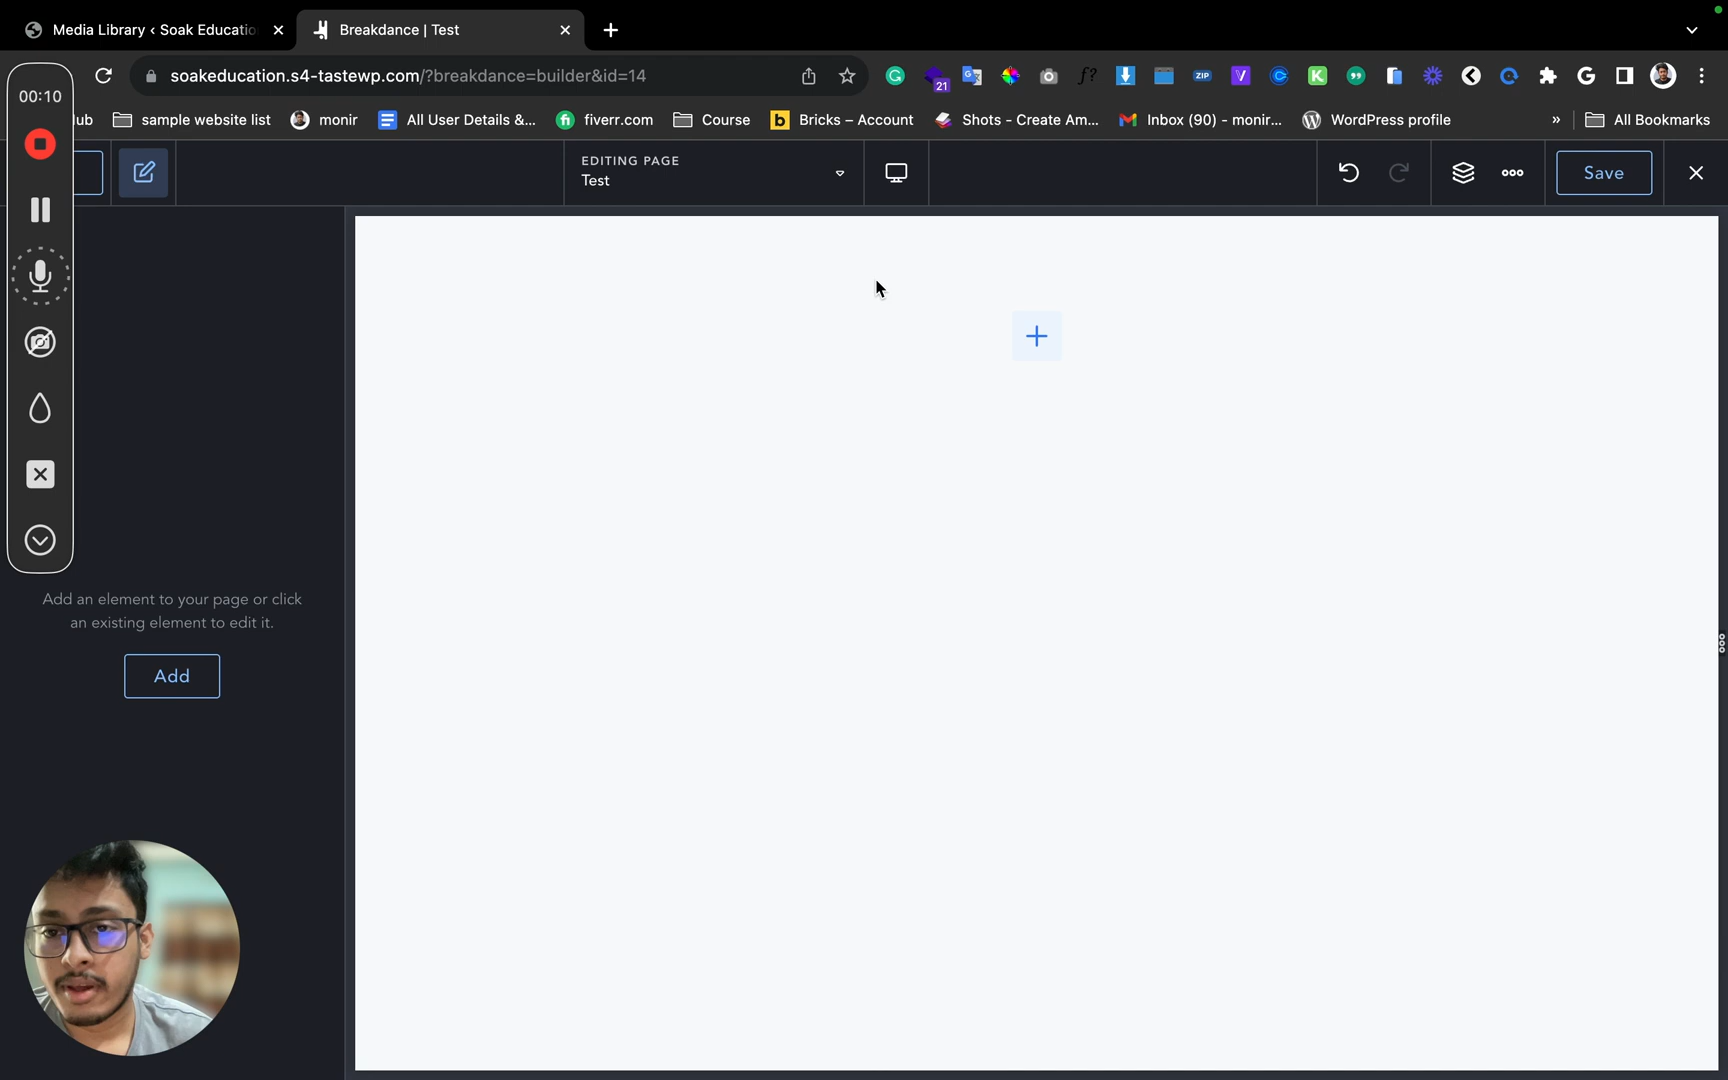 Media Library ‹ Soak Educatio
Breakdance | Test
soakeducation.s4-tastewp.com/?breakdance=builder&id=14
21
ZIP
00:10
ub
sample website list
monir
All User Details &...
fiverr.com
Course
Bricks – Account
Shots - Create Am...
Inbox (90) - monir...
WordPress profile
»
All Bookmarks
EDITING PAGE
Test
Save
Add an element to your page or click
an existing element to edit it.
Add